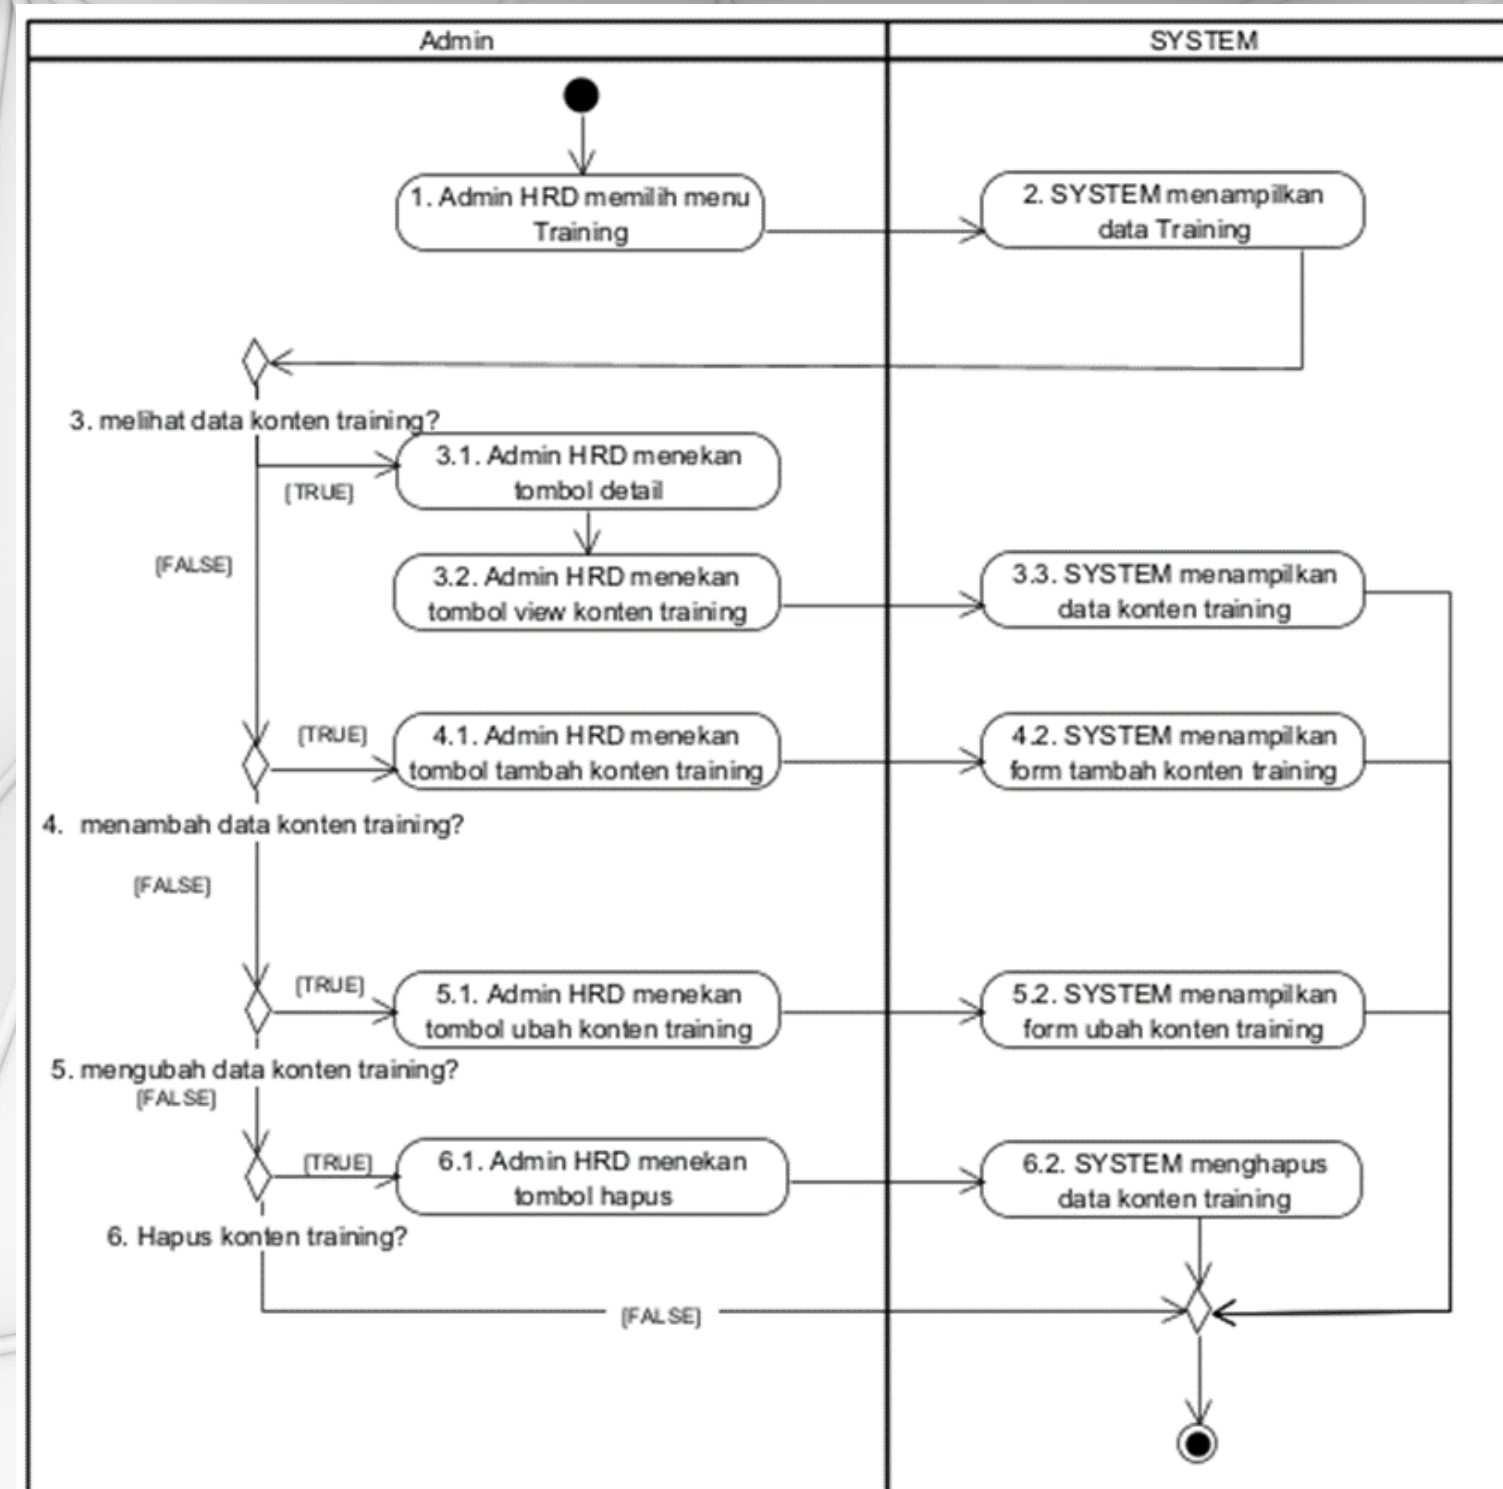 Admin
SYSTEM
1. Admin HRD memilih menu
Training
2. SYSTEM menampilkan
data Training
3. melihat data konten training?
3.1. Admin HRD menekan
tombol detail
[TRUE]
[FALSE]
3.2. Admin HRD menekan
tombol view konten training
3.3. SYSTEM menampilkan
data konten training
[TRUE]
4.1. Admin HRD menekan
tombol tambah konten training
4.2. SYSTEM menampilkan
form tambah konten training
4. menambah data konten training?
[FALSE]
[TRUE]
5.1. Admin HRD menekan
tombol ubah konten training
5.2. SYSTEM menampilkan
form ubah konten training
5. mengubah data konten training?
[FALSE]
[TRUE]
6.1. Admin HRD menekan
tombol hapus
6.2. SYSTEM menghapus
data konten training
6. Hapus konten training?
[FALSE]